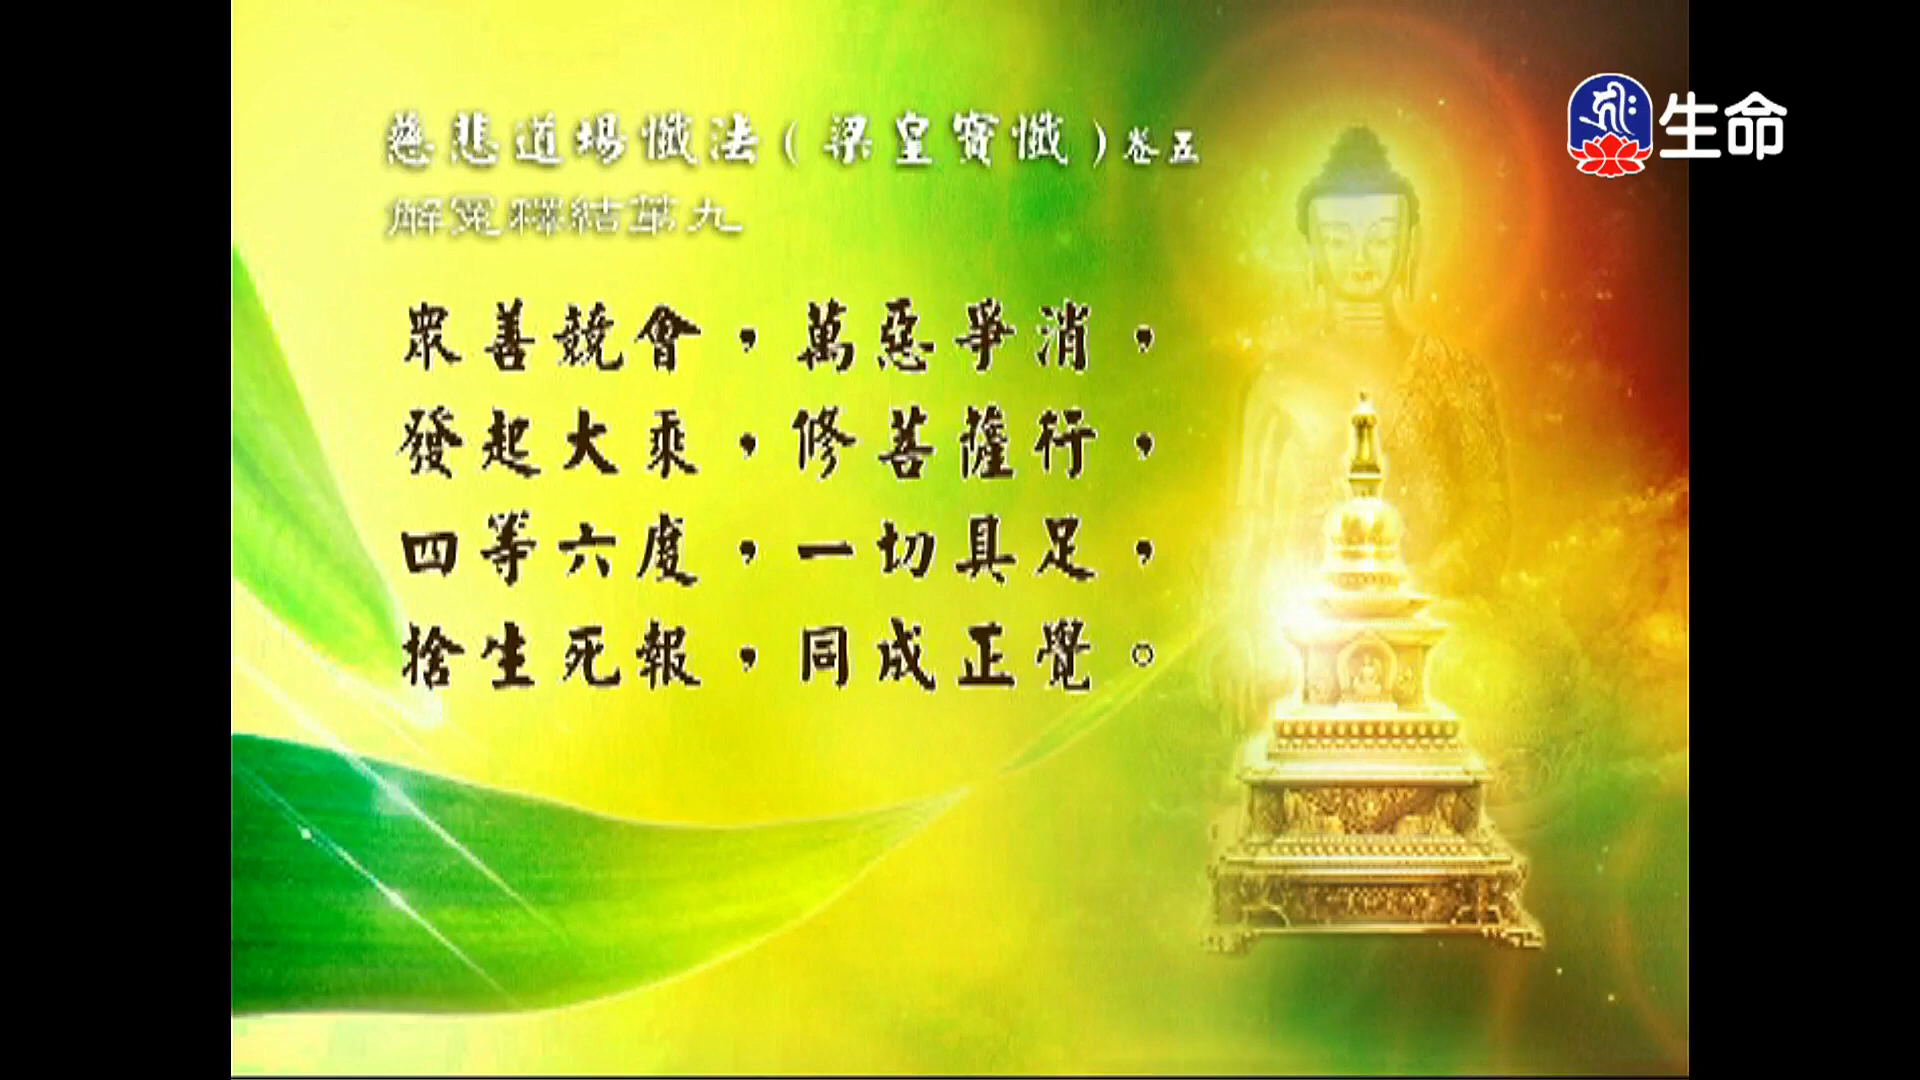 慈悲道場懺法(梁皇寶懺)卷五
生命
解冤釋結第九
眾善競會,萬惡爭消,
發起大乘,修菩薩行,
四等六度,一切具足,
捨生死報,同成正覺。